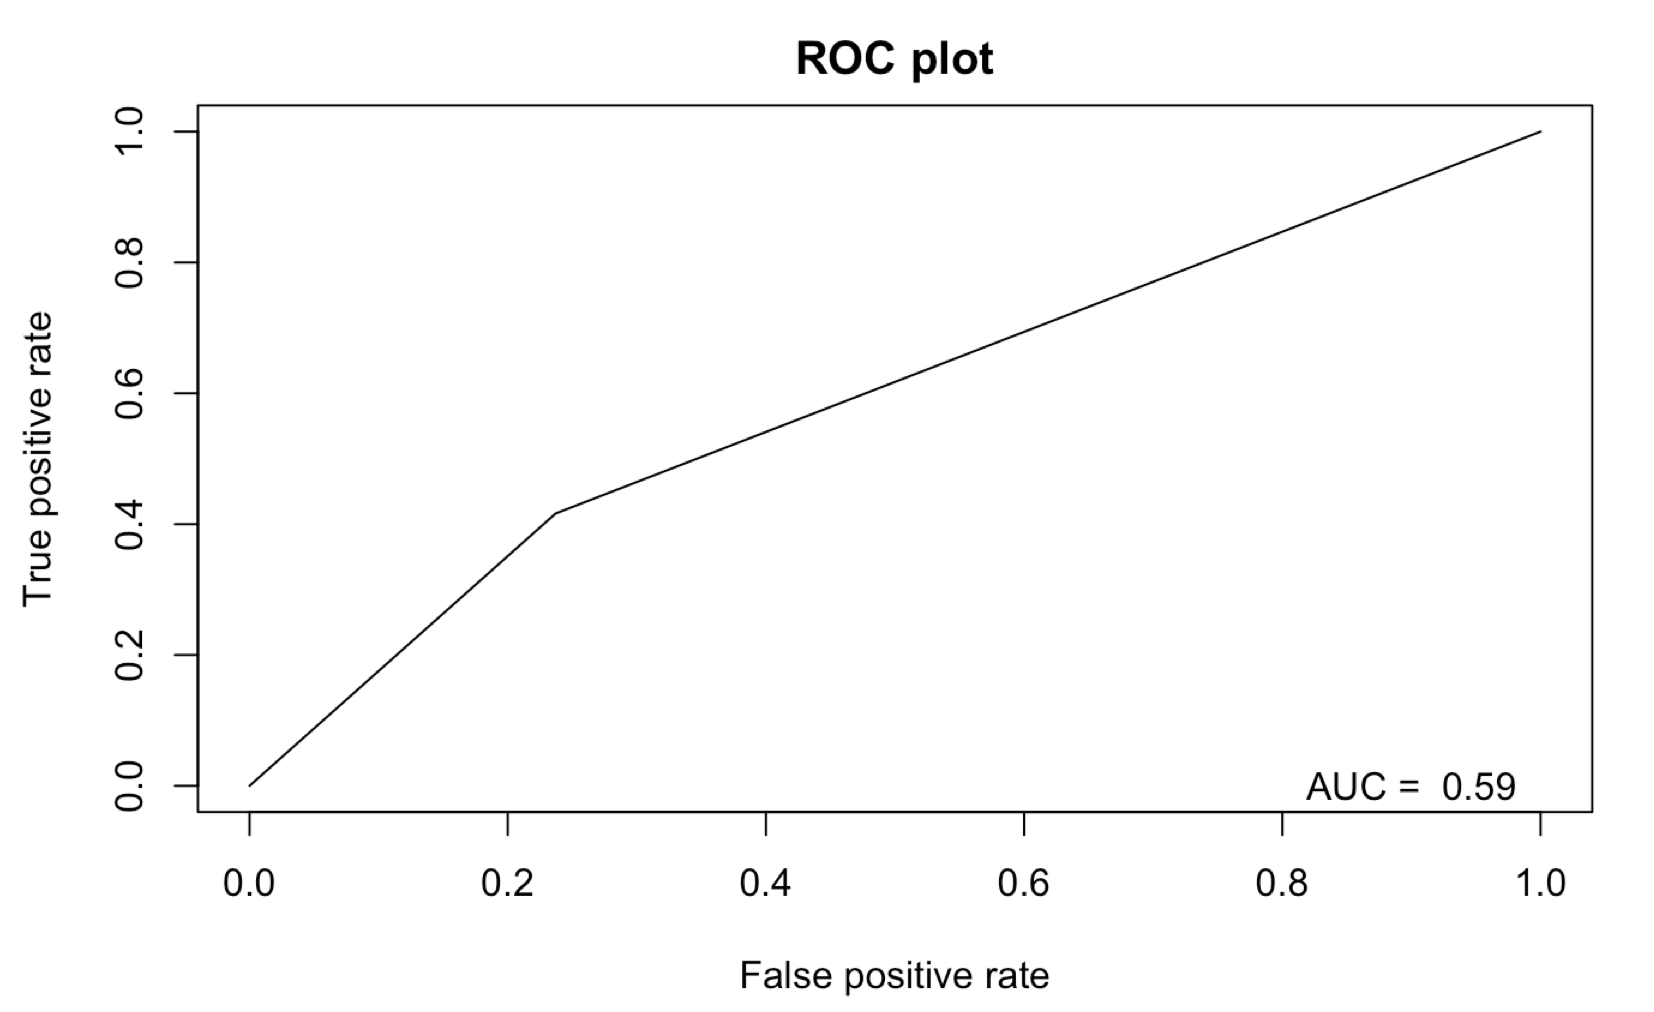 ROC plot
True positive rate
1.0
0.8
0.6
0.4
0.2
0.0
AUC =  0.59
0.0 0.2 0.4 0.6 0.8 1.0
False positive rate